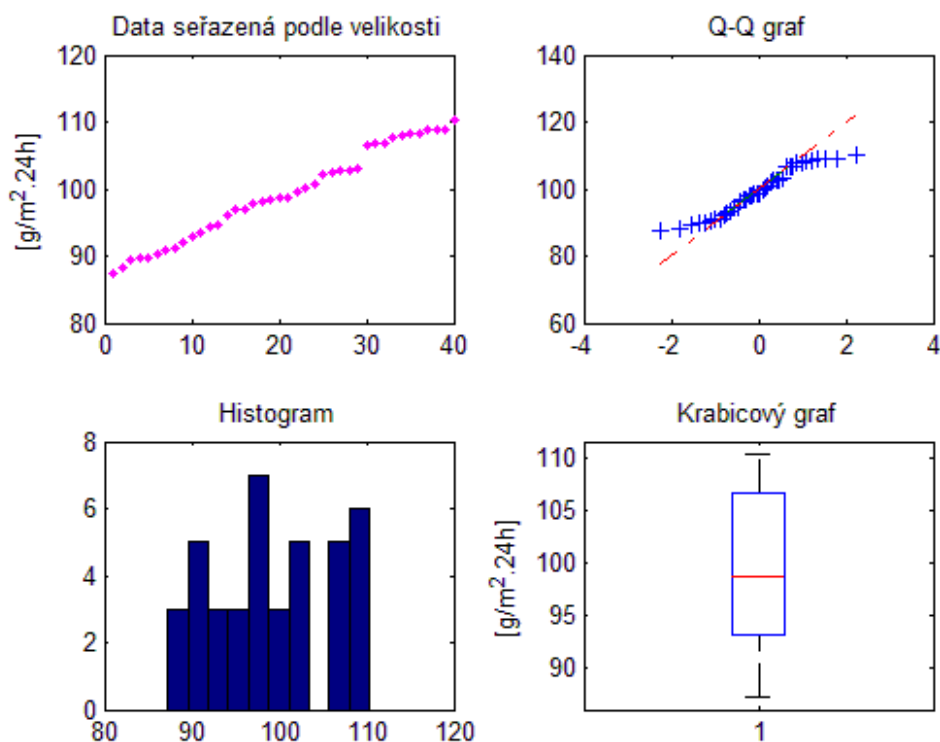 Data seřazená podle velikosti
120
110
100
90
80
[g/m².24h]
0 10 20 30 40
Q-Q graf
140
120
100
80
60
-4 -2 0 2 4
Histogram
8
6
4
2
0
80 90 100 110 120
Krabicový graf
110
105
100
95
90
[g/m².24h]
1